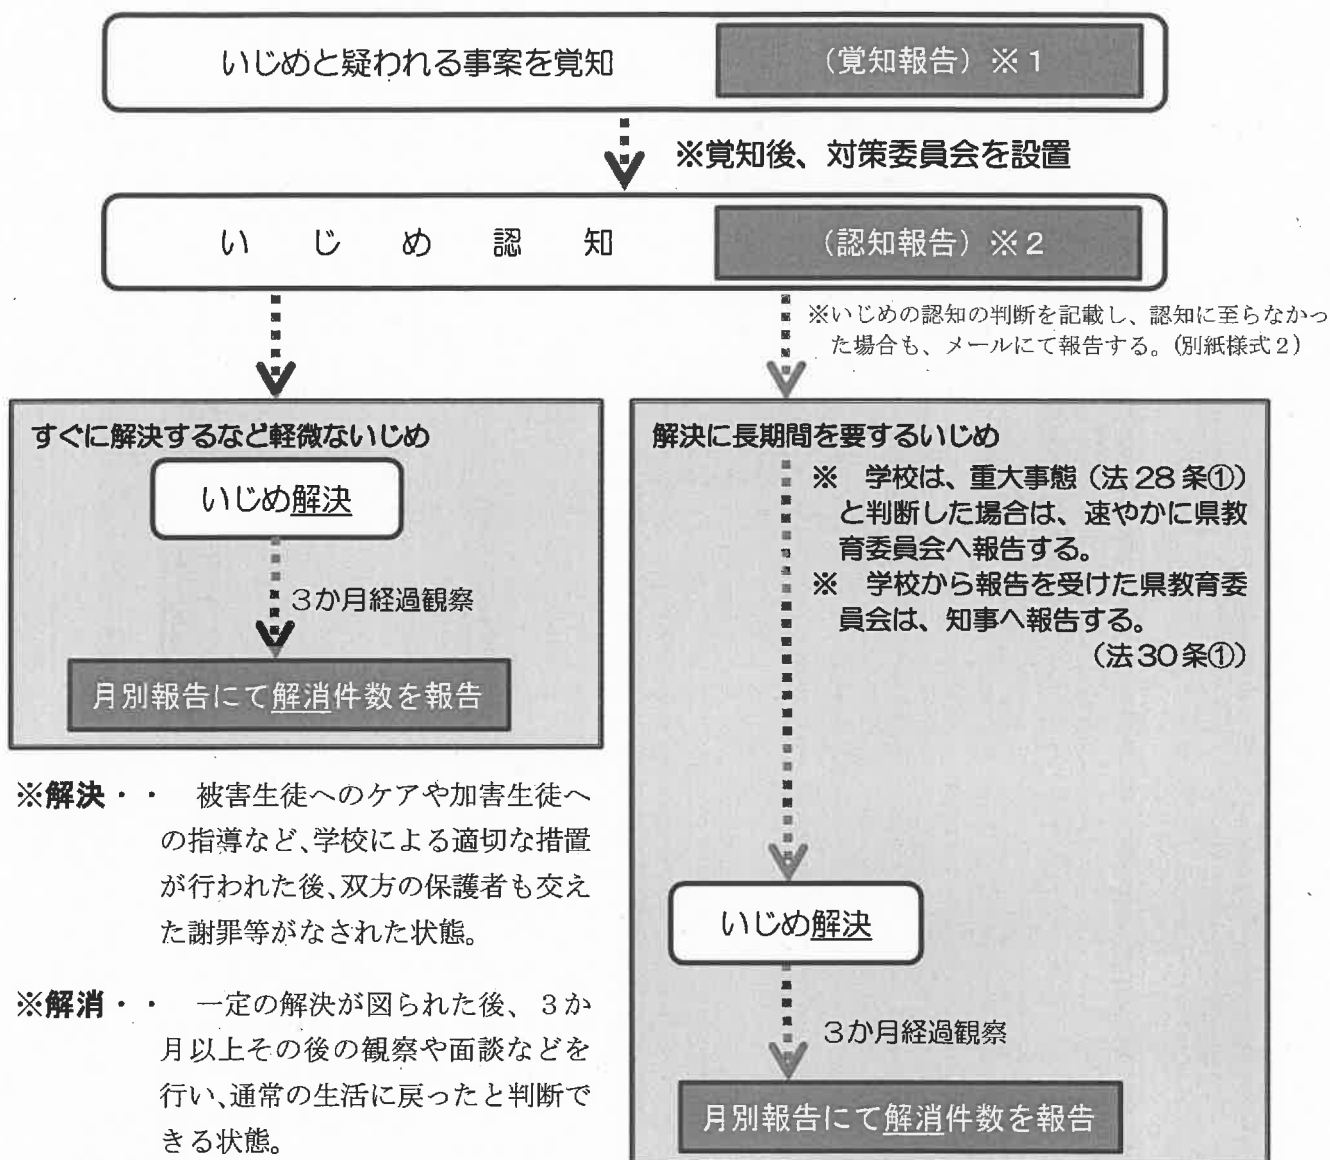 いじめと疑われる事案を覚知
(覚知報告)※1
※覚知後、対策委員会を設置
いじめ認知
(認知報告)※2
※いじめの認知の判断を記載し、認知に至らなかっ
た場合も、メールにて報告する。(別紙様式2)
すぐに解決するなど軽微ないじめ
いじめ解決
3か月経過観察
月別報告にて解消件数を報告
※解決・・ 被害生徒へのケアや加害生徒へ
の指導など、学校による適切な措置
が行われた後、双方の保護者も交え
た謝罪等がなされた状態。
※解消・・ 一定の解決が図られた後、3か
月以上その後の観察や面談などを
行い、通常の生活に戻ったと判断で
きる状態。
解決に長期間を要するいじめ
※ 学校は、重大事態(法28条①)
と判断した場合は、速やかに県教
育委員会へ報告する。
※ 学校から報告を受けた県教育委
員会は、知事へ報告する。
(法30条①)
いじめ解決
3か月経過観察
月別報告にて解消件数を報告